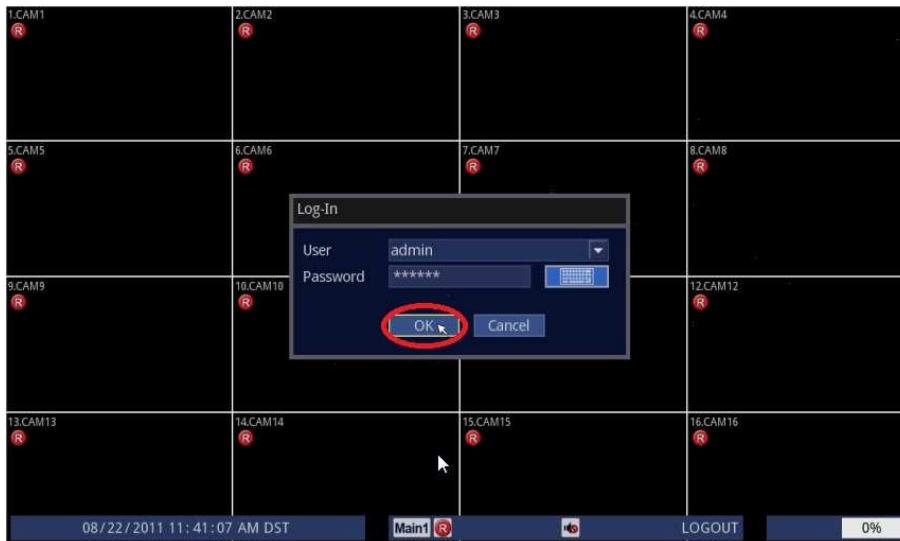 1.CAM1 2.CAM2 3.CAM3 4.CAM4
R R R R
5.CAM5 6.CAM6 7.CAM7 8.CAM8
R R R R
Log-In
User admin
Password ******
9.CAM9 10.CAM10 12.CAM12
R R R
OK Cancel
13.CAM13 14.CAM14 15.CAM15 16.CAM16
R R R R
08/22/2011 11:41:07 AM DST Main1 R LOGOUT 0%